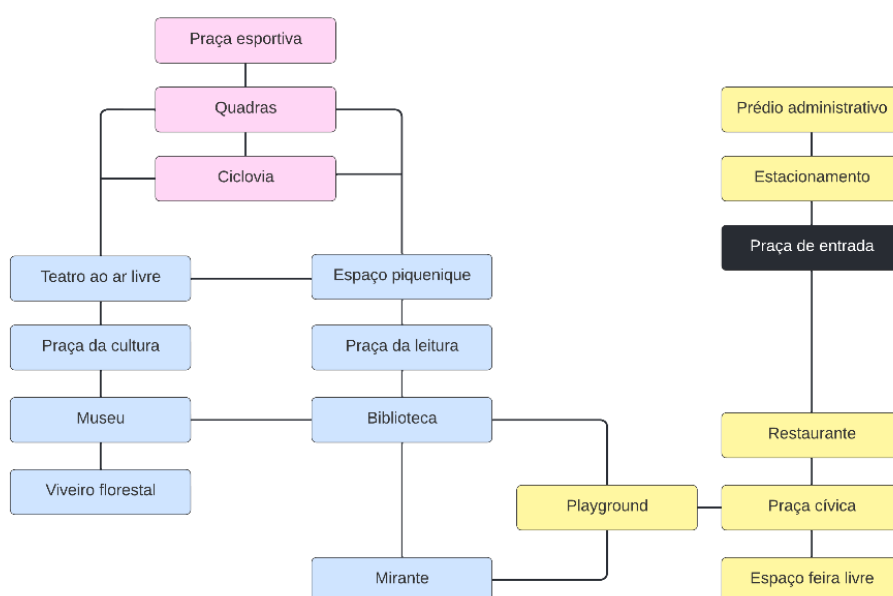 Praça esportiva
Quadras
Prédio administrativo
Ciclovia
Estacionamento
Praça de entrada
Teatro ao ar livre
Espaço piquenique
Praça da cultura
Praça da leitura
Museu
Biblioteca
Restaurante
Viveiro florestal
Playground
Praça cívica
Mirante
Espaço feira livre